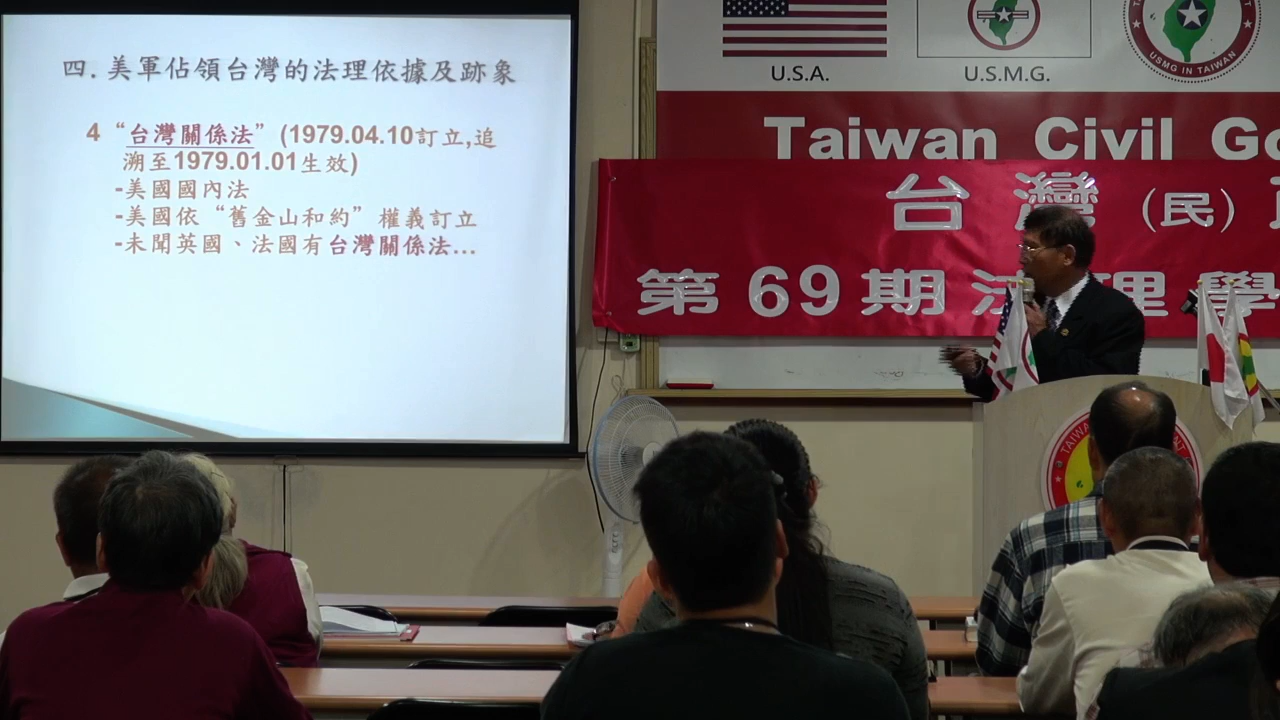 四. 美軍佔領台灣的法理依據及跡象
4 “台灣關係法” (1979.04.10訂立,追
溯至1979.01.01生效)
-美國國內法
-美國依 “舊金山和約” 權義訂立
-未聞英國、法國有台灣關係法...
U.S.A.
U.S.M.G.
USMG IN TAIWAN
Taiwan Civil Go
台灣（民）
第69期法理學
TAIWAN